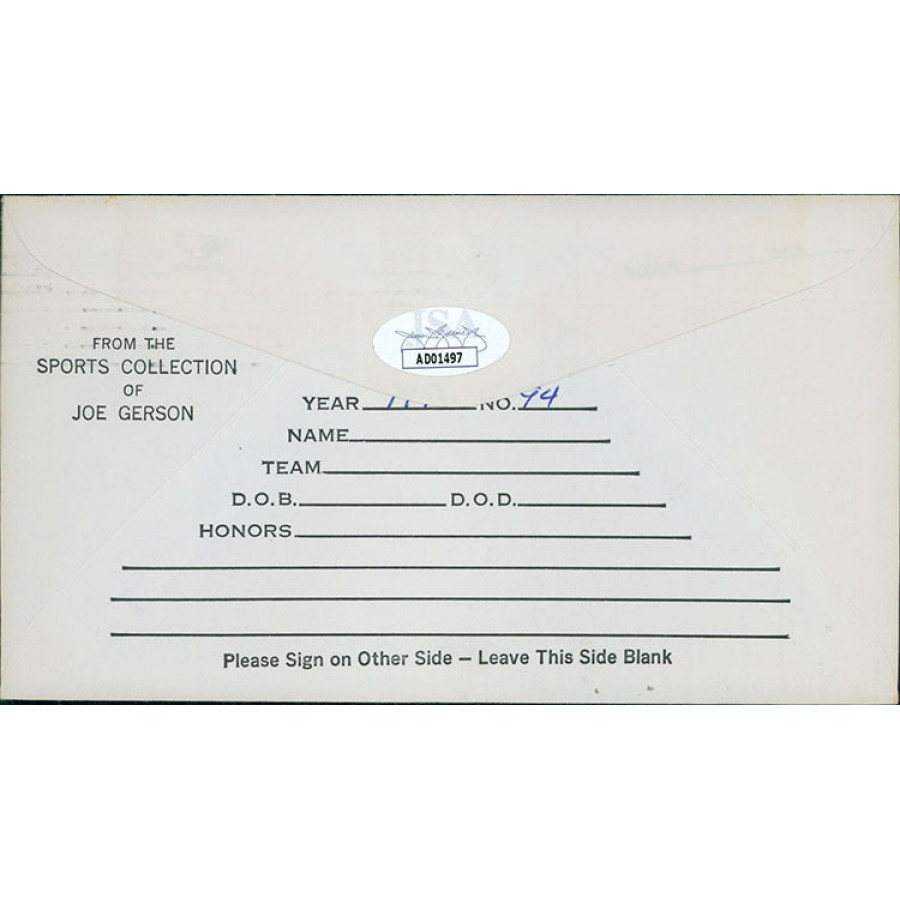 JSA
AD01497
FROM THE
SPORTS COLLECTION
OF
JOE GERSON
YEAR NO. 94
NAME
TEAM
D.O.B. D.O.D.
HONORS
Please Sign on Other Side – Leave This Side Blank